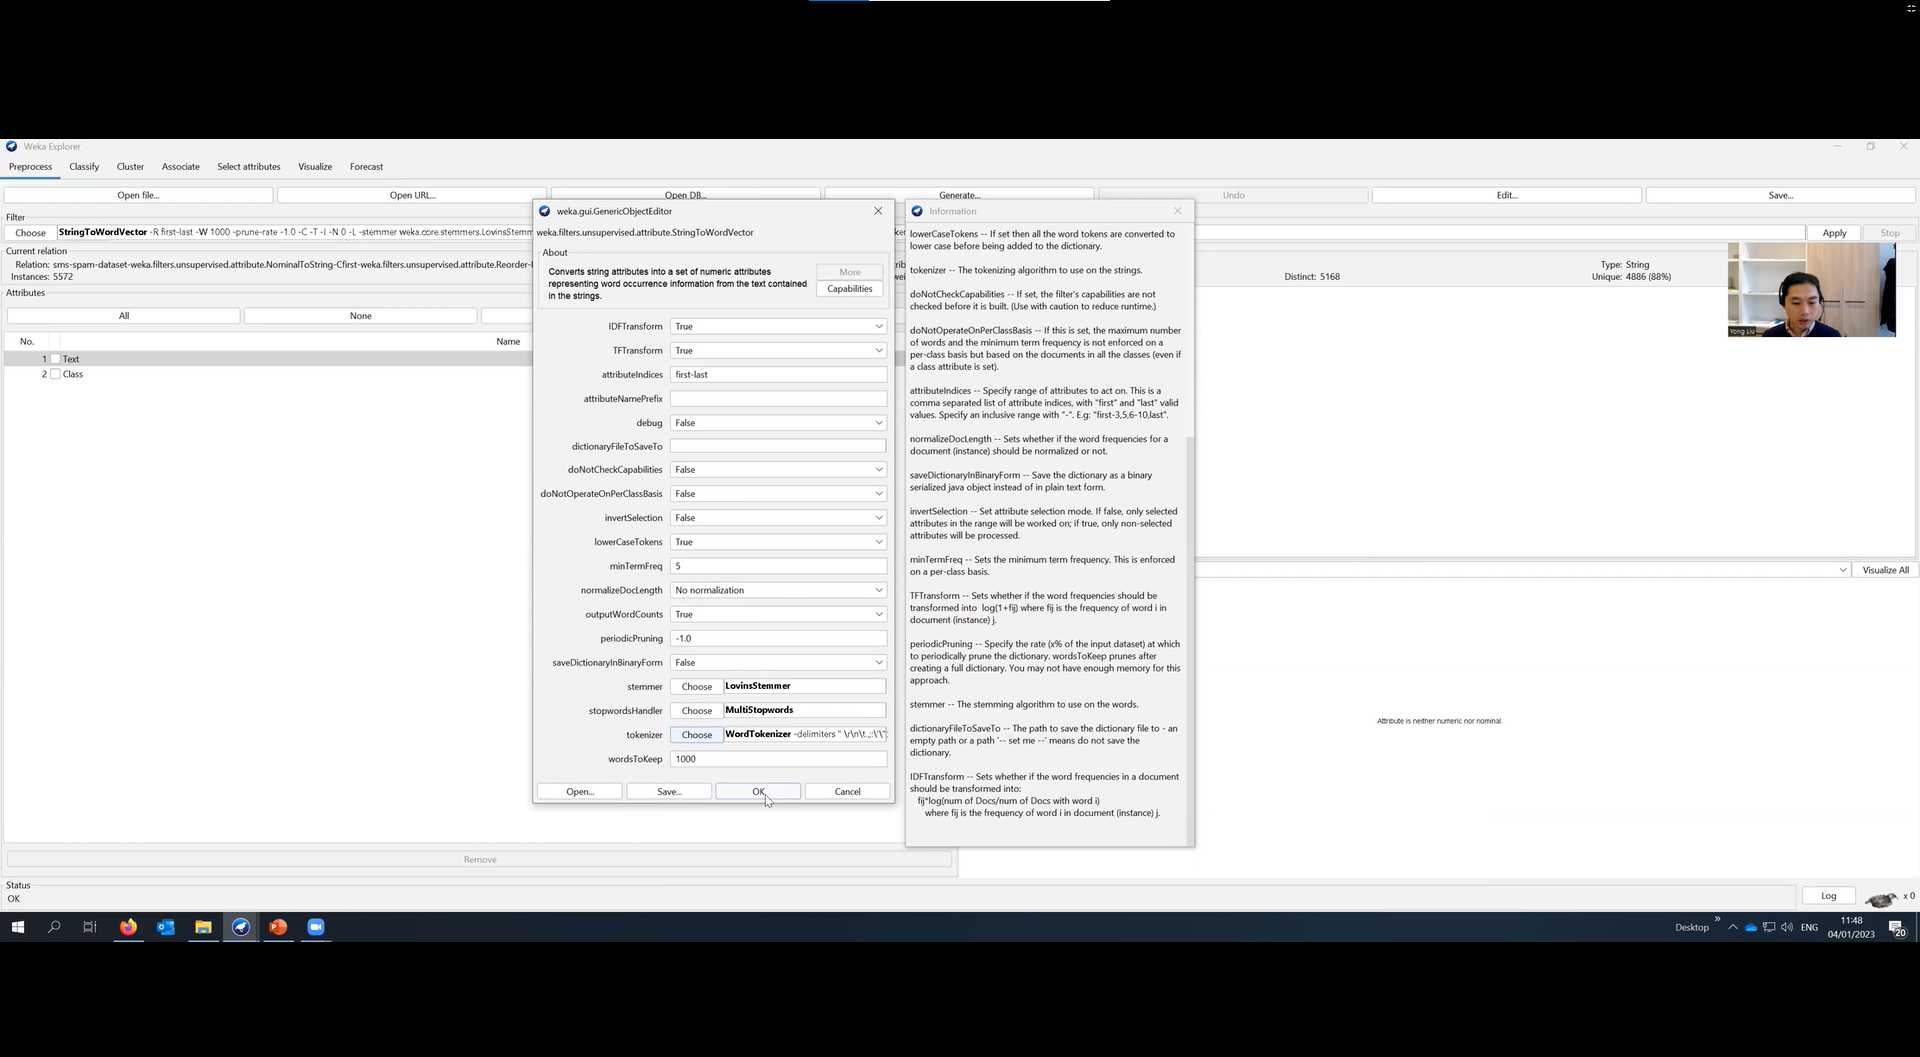 Weka Explorer
Preprocess Classify Cluster Associate Select attributes Visualize Forecast
Open file... Open URL... Open DB... Generate... Undo Edit... Save...
Filter
Choose StringToWordVector -R first-last -W 1000 -prune-rate -1.0 -C -T -I -N 0 -L -stemmer weka.core.stemmers.LovinsStemm
Apply Stop
Current relation
Relation: sms-spam-dataset-weka.filters.unsupervised.attribute.NominalToString-Cfirst-weka.filters.unsupervised.attribute.Reorder-
Instances: 5572
Distinct: 5168
Type: String
Unique: 4886 (88%)
Attributes
All None
No. Name
1 Text
2 Class
Remove
Status
OK
weka.gui.GenericObjectEditor
weka.filters.unsupervised.attribute.StringToWordVector
About
Converts string attributes into a set of numeric attributes
representing word occurrence information from the text contained
in the strings.
More
Capabilities
IDFTransform True
TFTransform True
attributeIndices first-last
attributeNamePrefix
debug False
dictionaryFileToSaveTo
doNotCheckCapabilities False
doNotOperateOnPerClassBasis False
invertSelection False
lowerCaseTokens True
minTermFreq 5
normalizeDocLength No normalization
outputWordCounts True
periodicPruning -1.0
saveDictionaryInBinaryForm False
stemmer Choose LovinsStemmer
stopwordsHandler Choose MultiStopwords
tokenizer Choose WordTokenizer -delimiters " \r\n\t.,;:\'\"
wordsToKeep 1000
Open... Save... OK Cancel
Information
lowerCaseTokens -- If set then all the word tokens are converted to
lower case before being added to the dictionary.
tokenizer -- The tokenizing algorithm to use on the strings.
doNotCheckCapabilities -- If set, the filter's capabilities are not
checked before it is built. (Use with caution to reduce runtime.)
doNotOperateOnPerClassBasis -- If this is set, the maximum number
of words and the minimum term frequency is not enforced on a
per-class basis but based on the documents in all the classes (even if
a class attribute is set).
attributeIndices -- Specify range of attributes to act on. This is a
comma separated list of attribute indices, with "first" and "last" valid
values. Specify an inclusive range with "-". E.g: "first-3,5,6-10,last".
normalizeDocLength -- Sets whether if the word frequencies for a
document (instance) should be normalized or not.
saveDictionaryInBinaryForm -- Save the dictionary as a binary
serialized java object instead of in plain text form.
invertSelection -- Set attribute selection mode. If false, only selected
attributes in the range will be worked on; if true, only non-selected
attributes will be processed.
minTermFreq -- Sets the minimum term frequency. This is enforced
on a per-class basis.
TFTransform -- Sets whether if the word frequencies should be
transformed into log(1+fij) where fij is the frequency of word i in
document (instance) j.
periodicPruning -- Specify the rate (x% of the input dataset) at which
to periodically prune the dictionary. wordsToKeep prunes after
creating a full dictionary. You may not have enough memory for this
approach.
stemmer -- The stemming algorithm to use on the words.
dictionaryFileToSaveTo -- The path to save the dictionary file to - an
empty path or a path '-- set me --' means do not save the
dictionary.
IDFTransform -- Sets whether if the word frequencies in a document
should be transformed into:
fij*log(num of Docs/num of Docs with word i)
where fij is the frequency of word i in document (instance) j.
Yong Liu
Visualize All
Attribute is neither numeric nor nominal.
Log x 0
Desktop ENG 11:48
04/01/2023 20